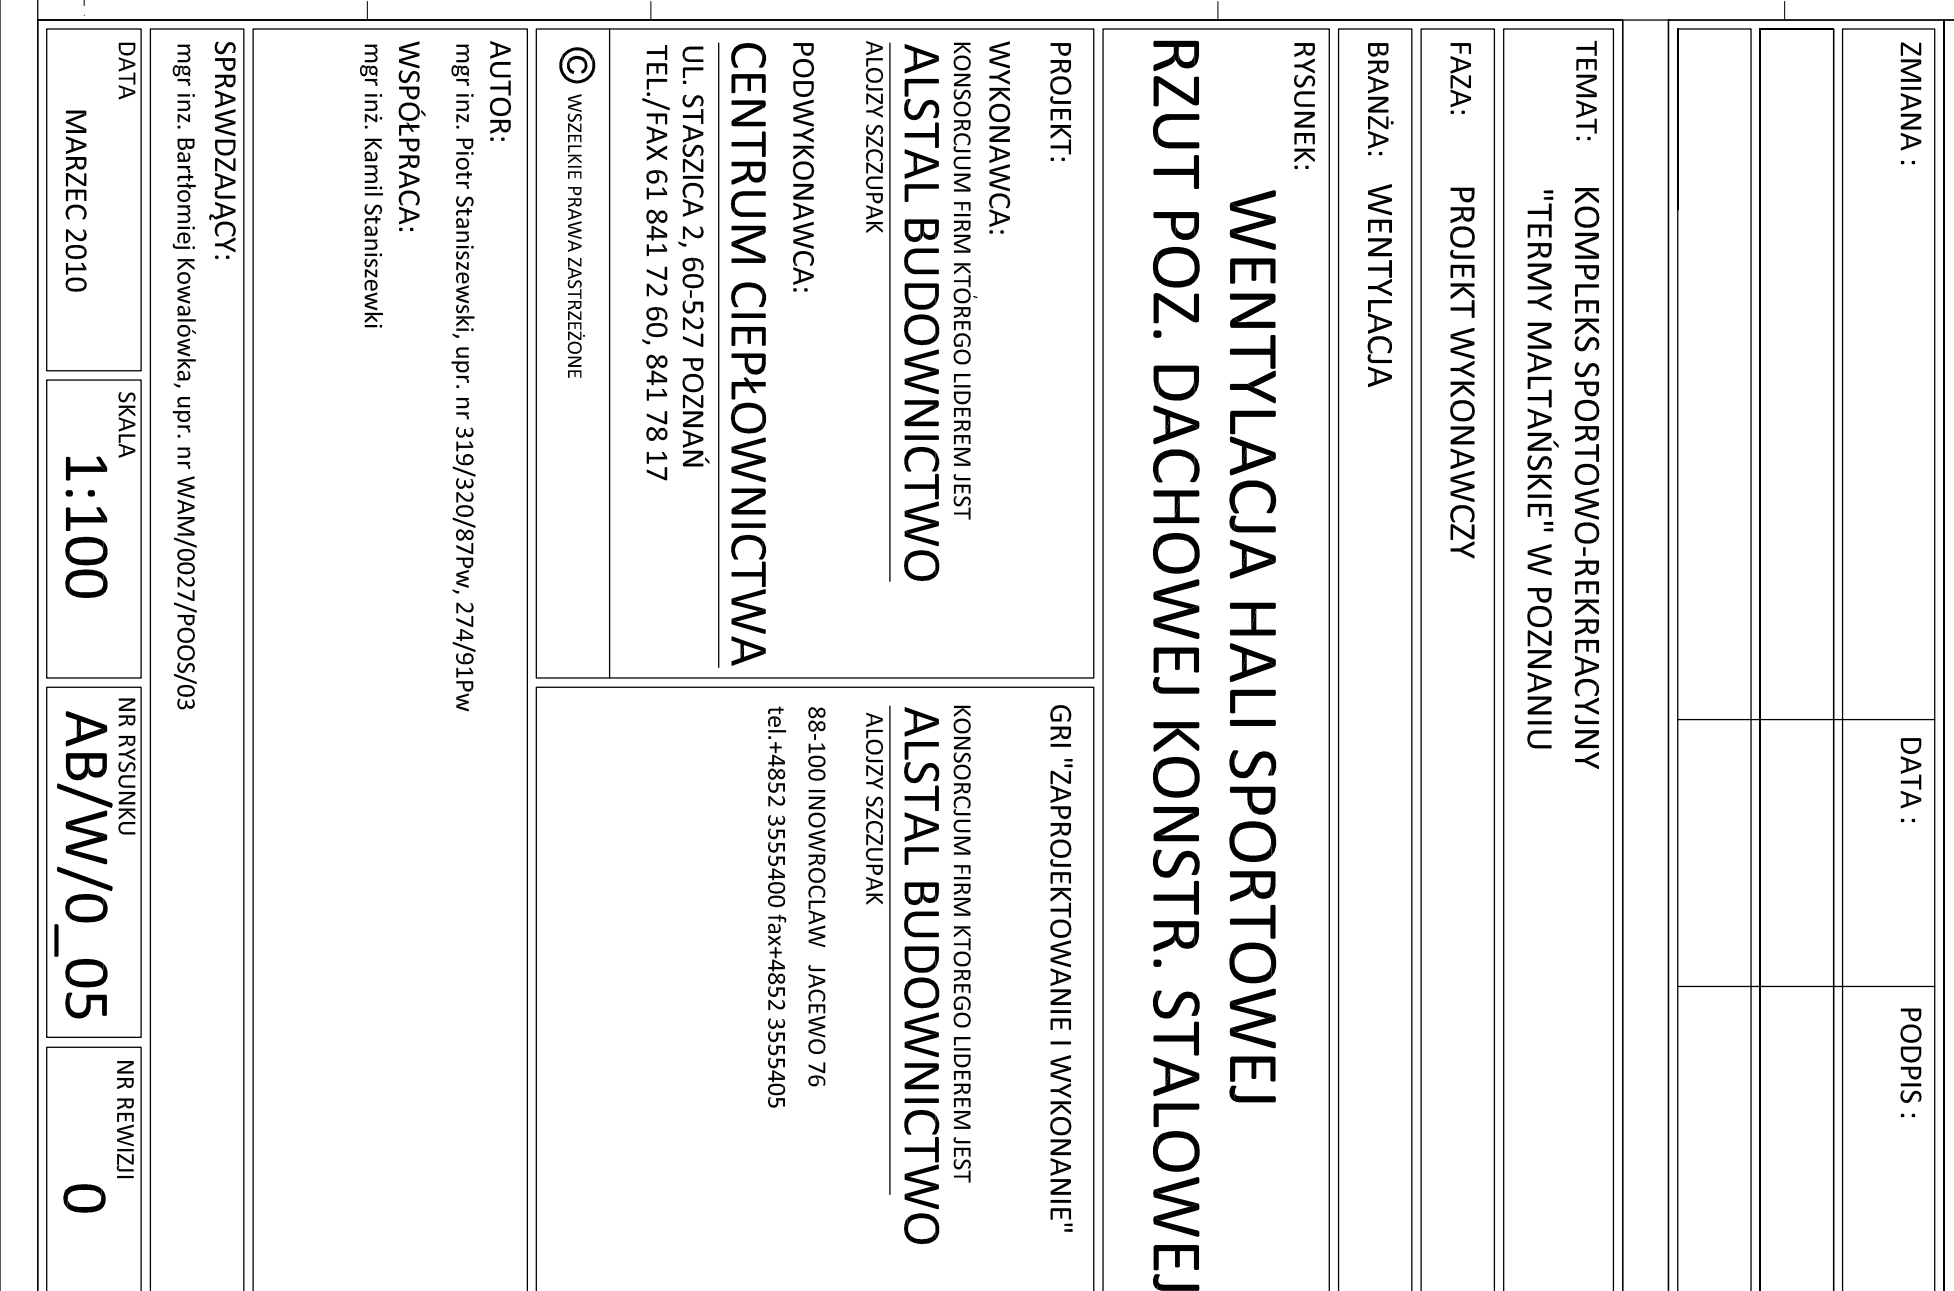 ZMIANA : DATA : PODPIS :
TEMAT: KOMPLEKS SPORTOWO-REKREACYJNY
"TERMY MALTAŃSKIE" W POZNANIU
FAZA: PROJEKT WYKONAWCZY
BRANŻA: WENTYLACJA
RYSUNEK:
WENTYLACJA HALI SPORTOWEJ
RZUT POZ. DACHOWEJ KONSTR. STALOWEJ
PROJEKT:
WYKONAWCA:
KONSORCJUM FIRM KTÓREGO LIDEREM JEST
ALSTAL BUDOWNICTWO
ALOJZY SZCZUPAK
PODWYKONAWCA:
CENTRUM CIEPŁOWNICTWA
UL. STASZICA 2, 60-527 POZNAŃ
TEL./FAX 61 841 72 60, 841 78 17
© WSZELKIE PRAWA ZASTRZEŻONE
GRI "ZAPROJEKTOWANIE I WYKONANIE"
KONSORCJUM FIRM KTOREGO LIDEREM JEST
ALSTAL BUDOWNICTWO
ALOJZY SZCZUPAK
88-100 INOWROCLAW JACEWO 76
tel.+4852 3555400 fax+4852 3555405
AUTOR:
mgr inz. Piotr Staniszewski, upr. nr 319/320/87Pw, 274/91Pw
WSPÓŁPRACA:
mgr inż. Kamil Staniszewki
SPRAWDZAJĄCY:
mgr inz. Bartłomiej Kowalówka, upr. nr WAM/0027/POOS/03
DATA
MARZEC 2010
SKALA
1:100
NR RYSUNKU
AB/W/0_05
NR REWIZJI
0